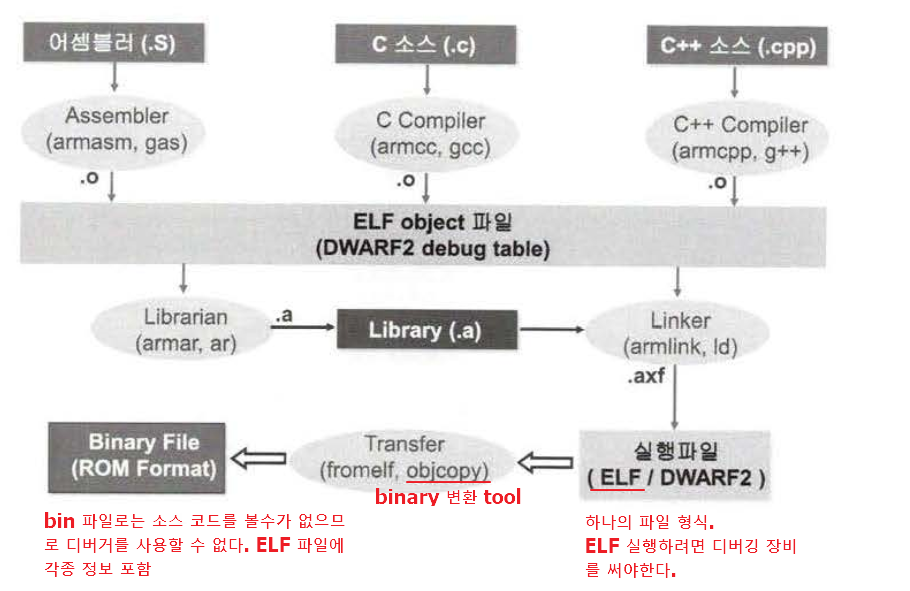 어셈블러 (.S)
C 소스 (.c)
C++ 소스 (.cpp)
Assembler
(armasm, gas)
C Compiler
(armcc, gcc)
C++ Compiler
(armcpp, g++)
.o
.o
.o
ELF object 파일
(DWARF2 debug table)
Librarian
(armar, ar)
.a
Library (.a)
Linker
(armlink, ld)
.axf
Binary File
(ROM Format)
Transfer
(fromelf, objcopy)
실행파일
( ELF / DWARF2 )
binary 변환 tool
bin 파일로는 소스 코드를 볼수가 없으므
로 디버거를 사용할 수 없다. ELF 파일에
각종 정보 포함
하나의 파일 형식.
ELF 실행하려면 디버깅 장비
를 써야한다.